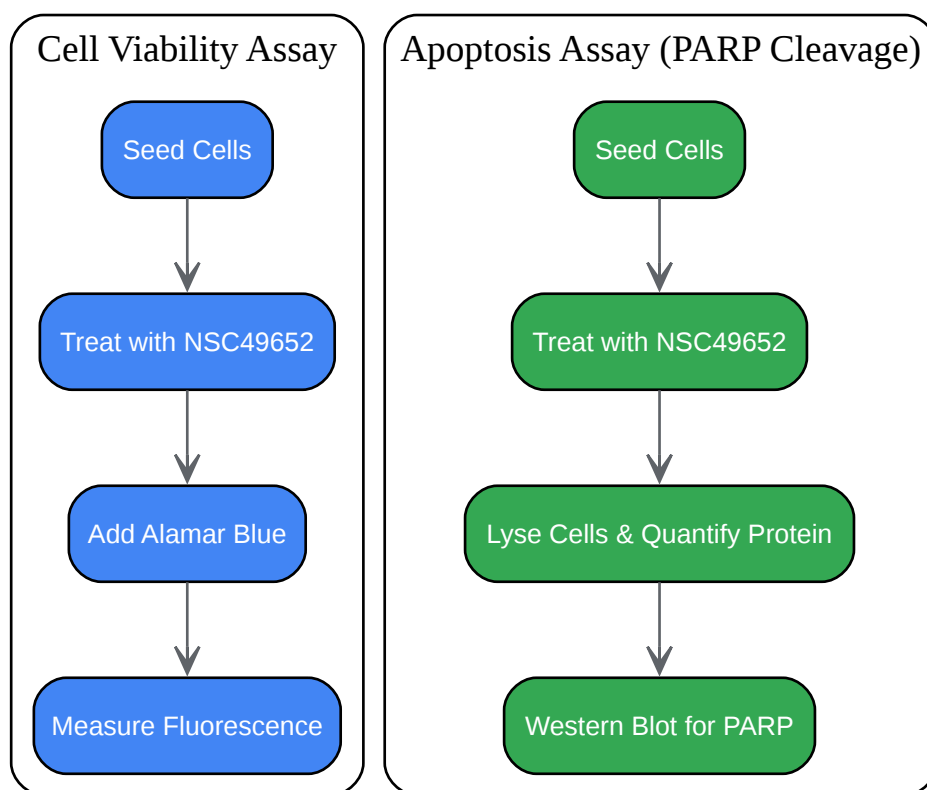 Cell Viability Assay
Seed Cells
Treat with NSC49652
Add Alamar Blue
Measure Fluorescence
Apoptosis Assay (PARP Cleavage)
Seed Cells
Treat with NSC49652
Lyse Cells & Quantify Protein
Western Blot for PARP